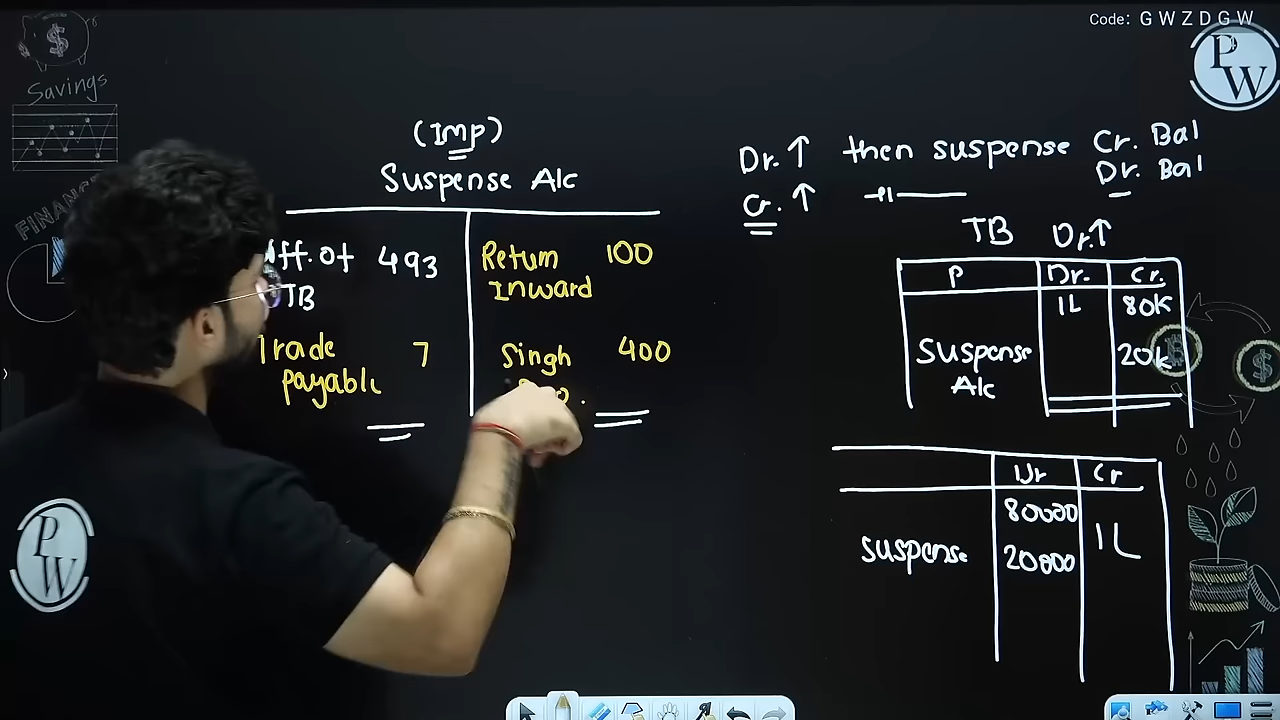 Code: G W Z D G W
PW
Savings
(Imp)
Suspense A/c
Dr. ↑ then suspense Cr. Bal
Cr. ↑ —||— Dr. Bal
TB Dr↑
P Dr. Cr.
1L 80K
Suspense 20K
A/c
Diff. of 493
TB
Trade 7
payable
Return 100
Inward
Singh 400
Dr Cr
80000
1L
suspense 20000
PW